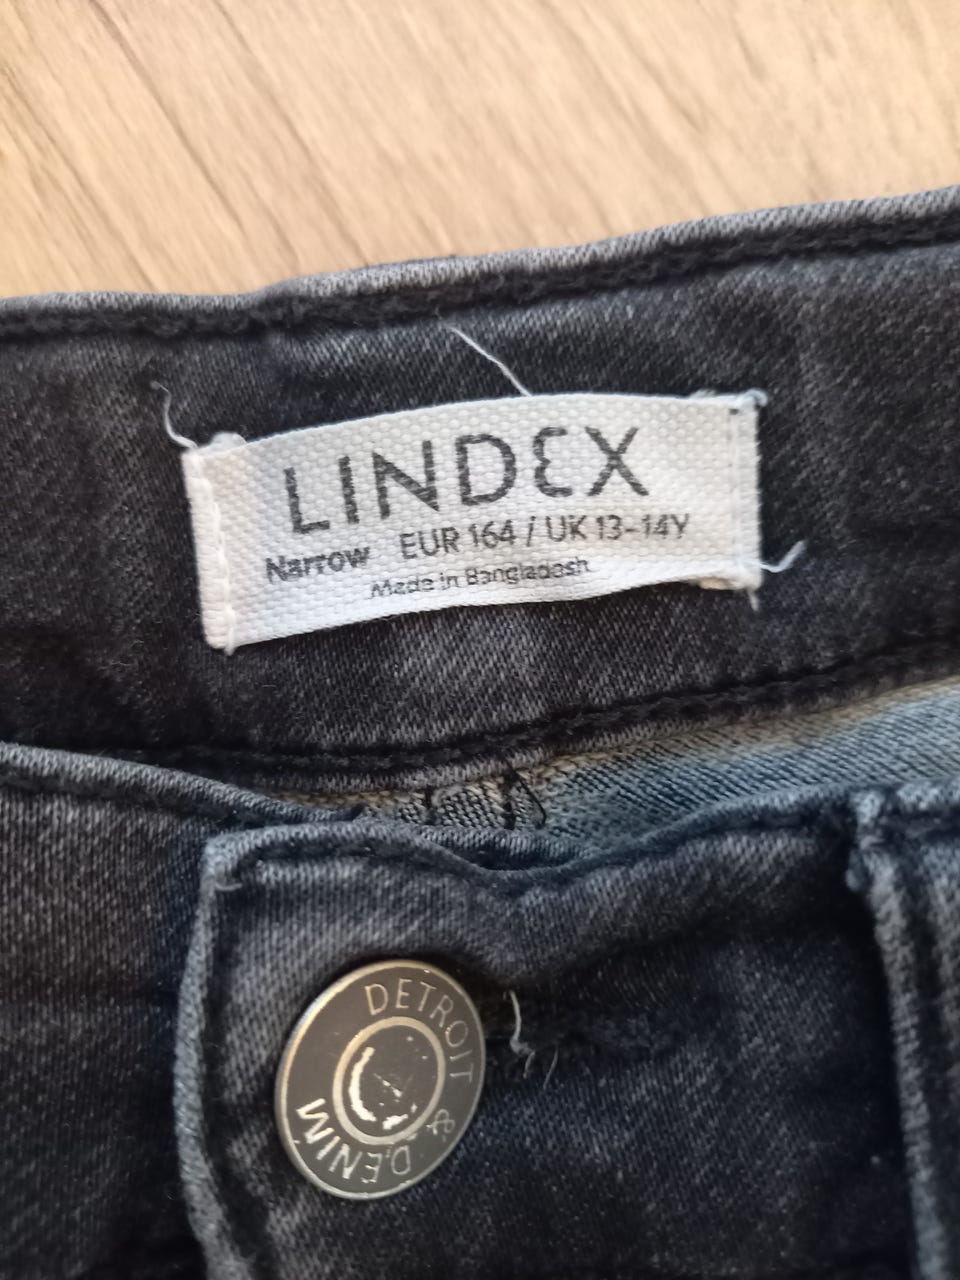 LINDEX
Narrow EUR 164 / UK 13-14Y
Made in Bangladesh
DETROIT & DENIM